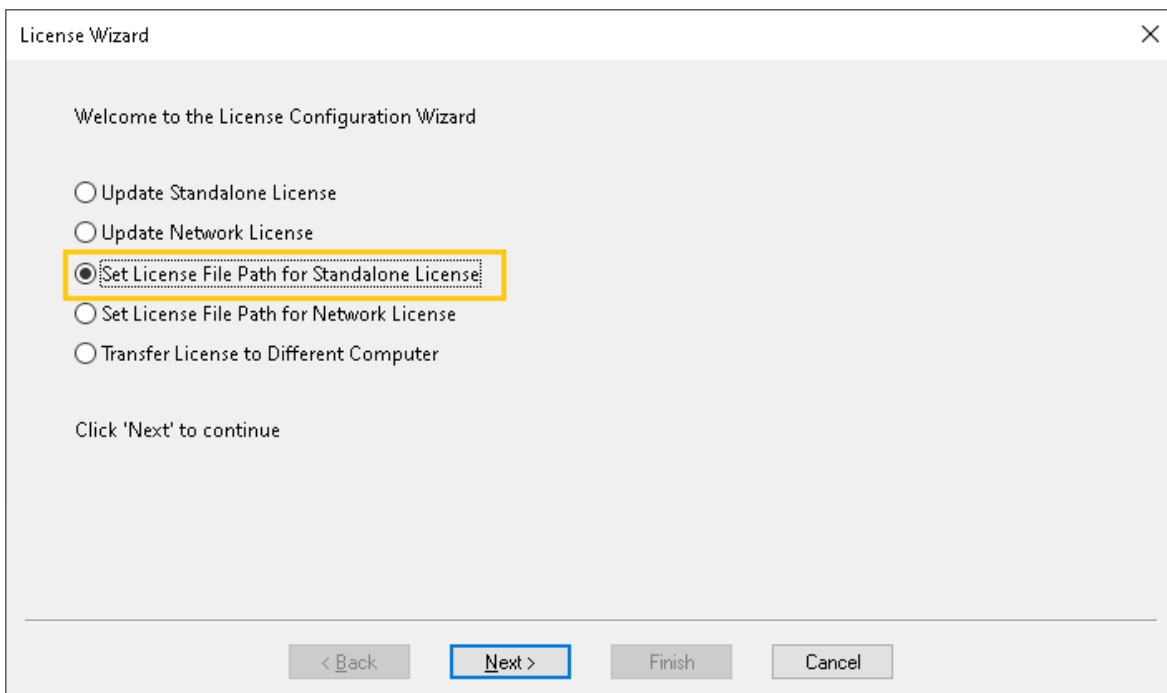 License Wizard
Welcome to the License Configuration Wizard
Update Standalone License
Update Network License
Set License File Path for Standalone License
Set License File Path for Network License
Transfer License to Different Computer
Click 'Next' to continue
< Back Next > Finish Cancel